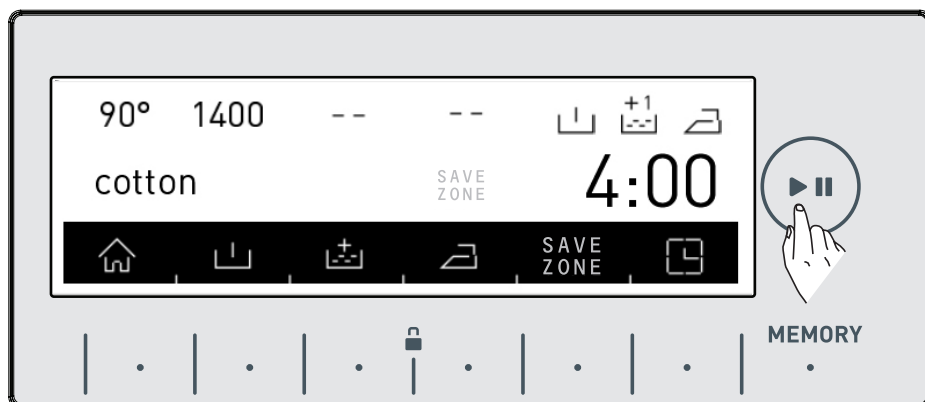 90° 1400 -- -- +1
cotton SAVE ZONE 4:00
SAVE ZONE
MEMORY